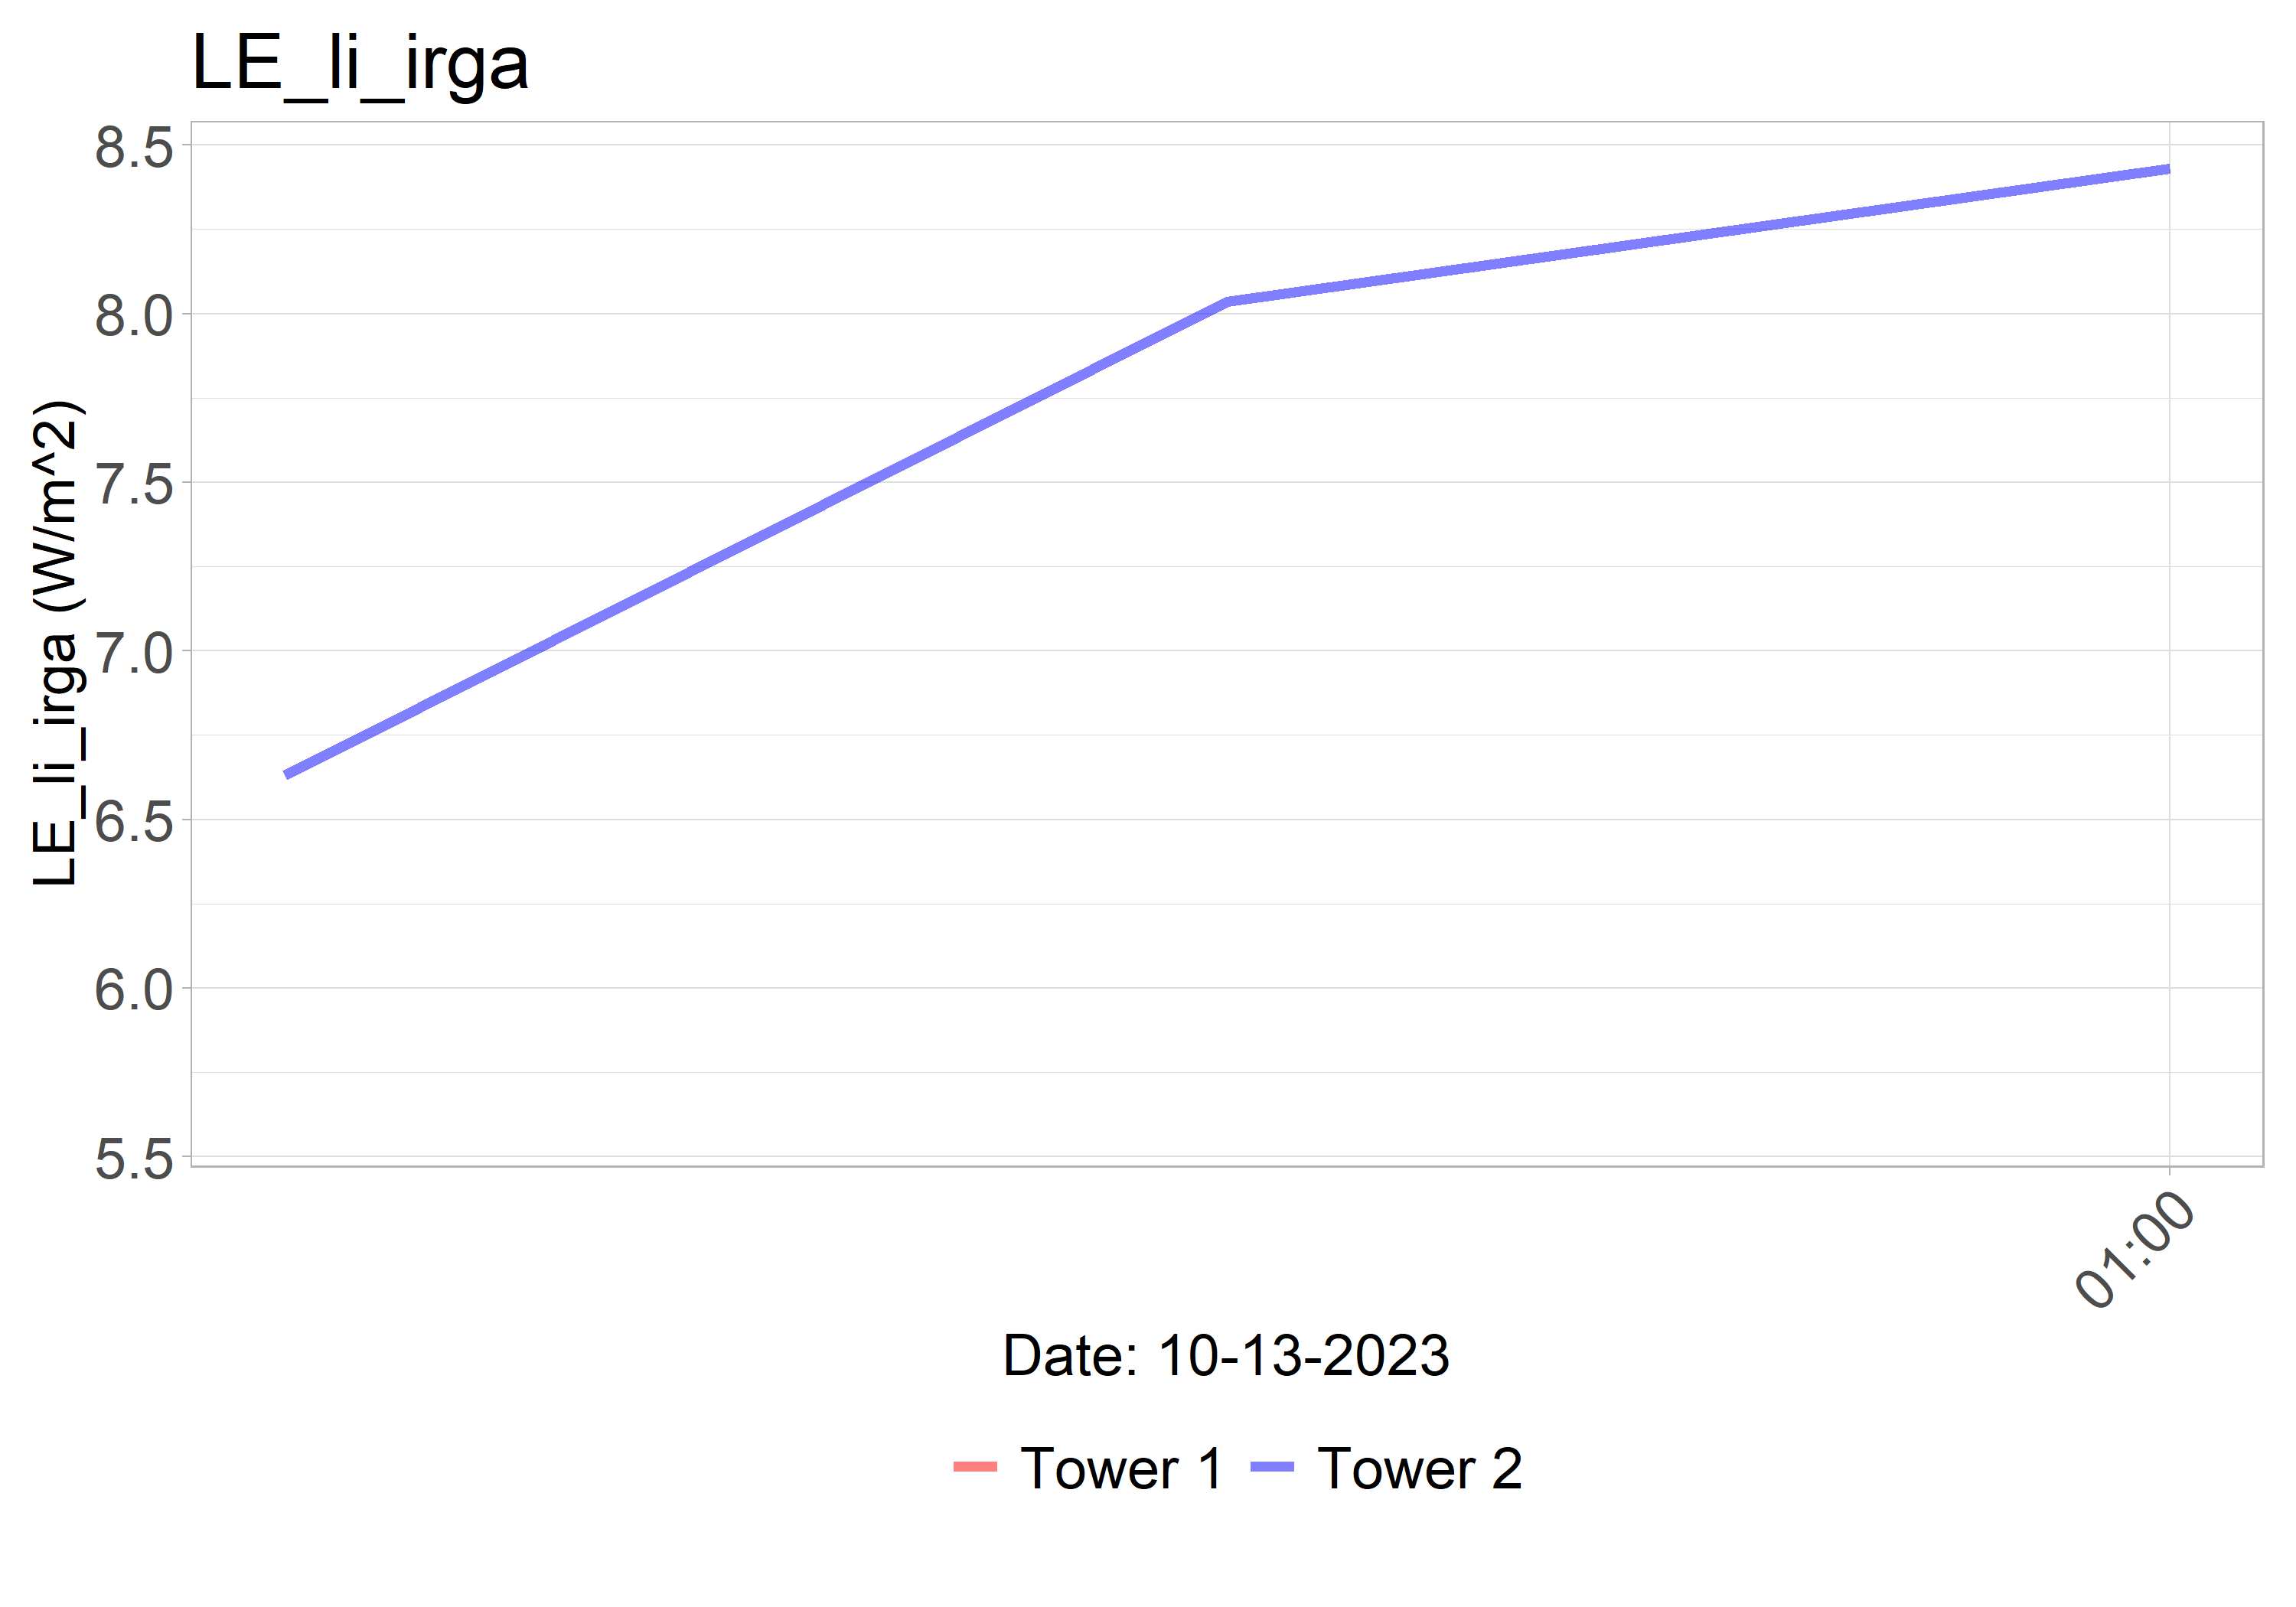 LE_li_irga
8.5
8.0
7.5
7.0
6.5
6.0
5.5
LE_li_irga (W/m^2)
01:00
Date: 10-13-2023
Tower 1 Tower 2